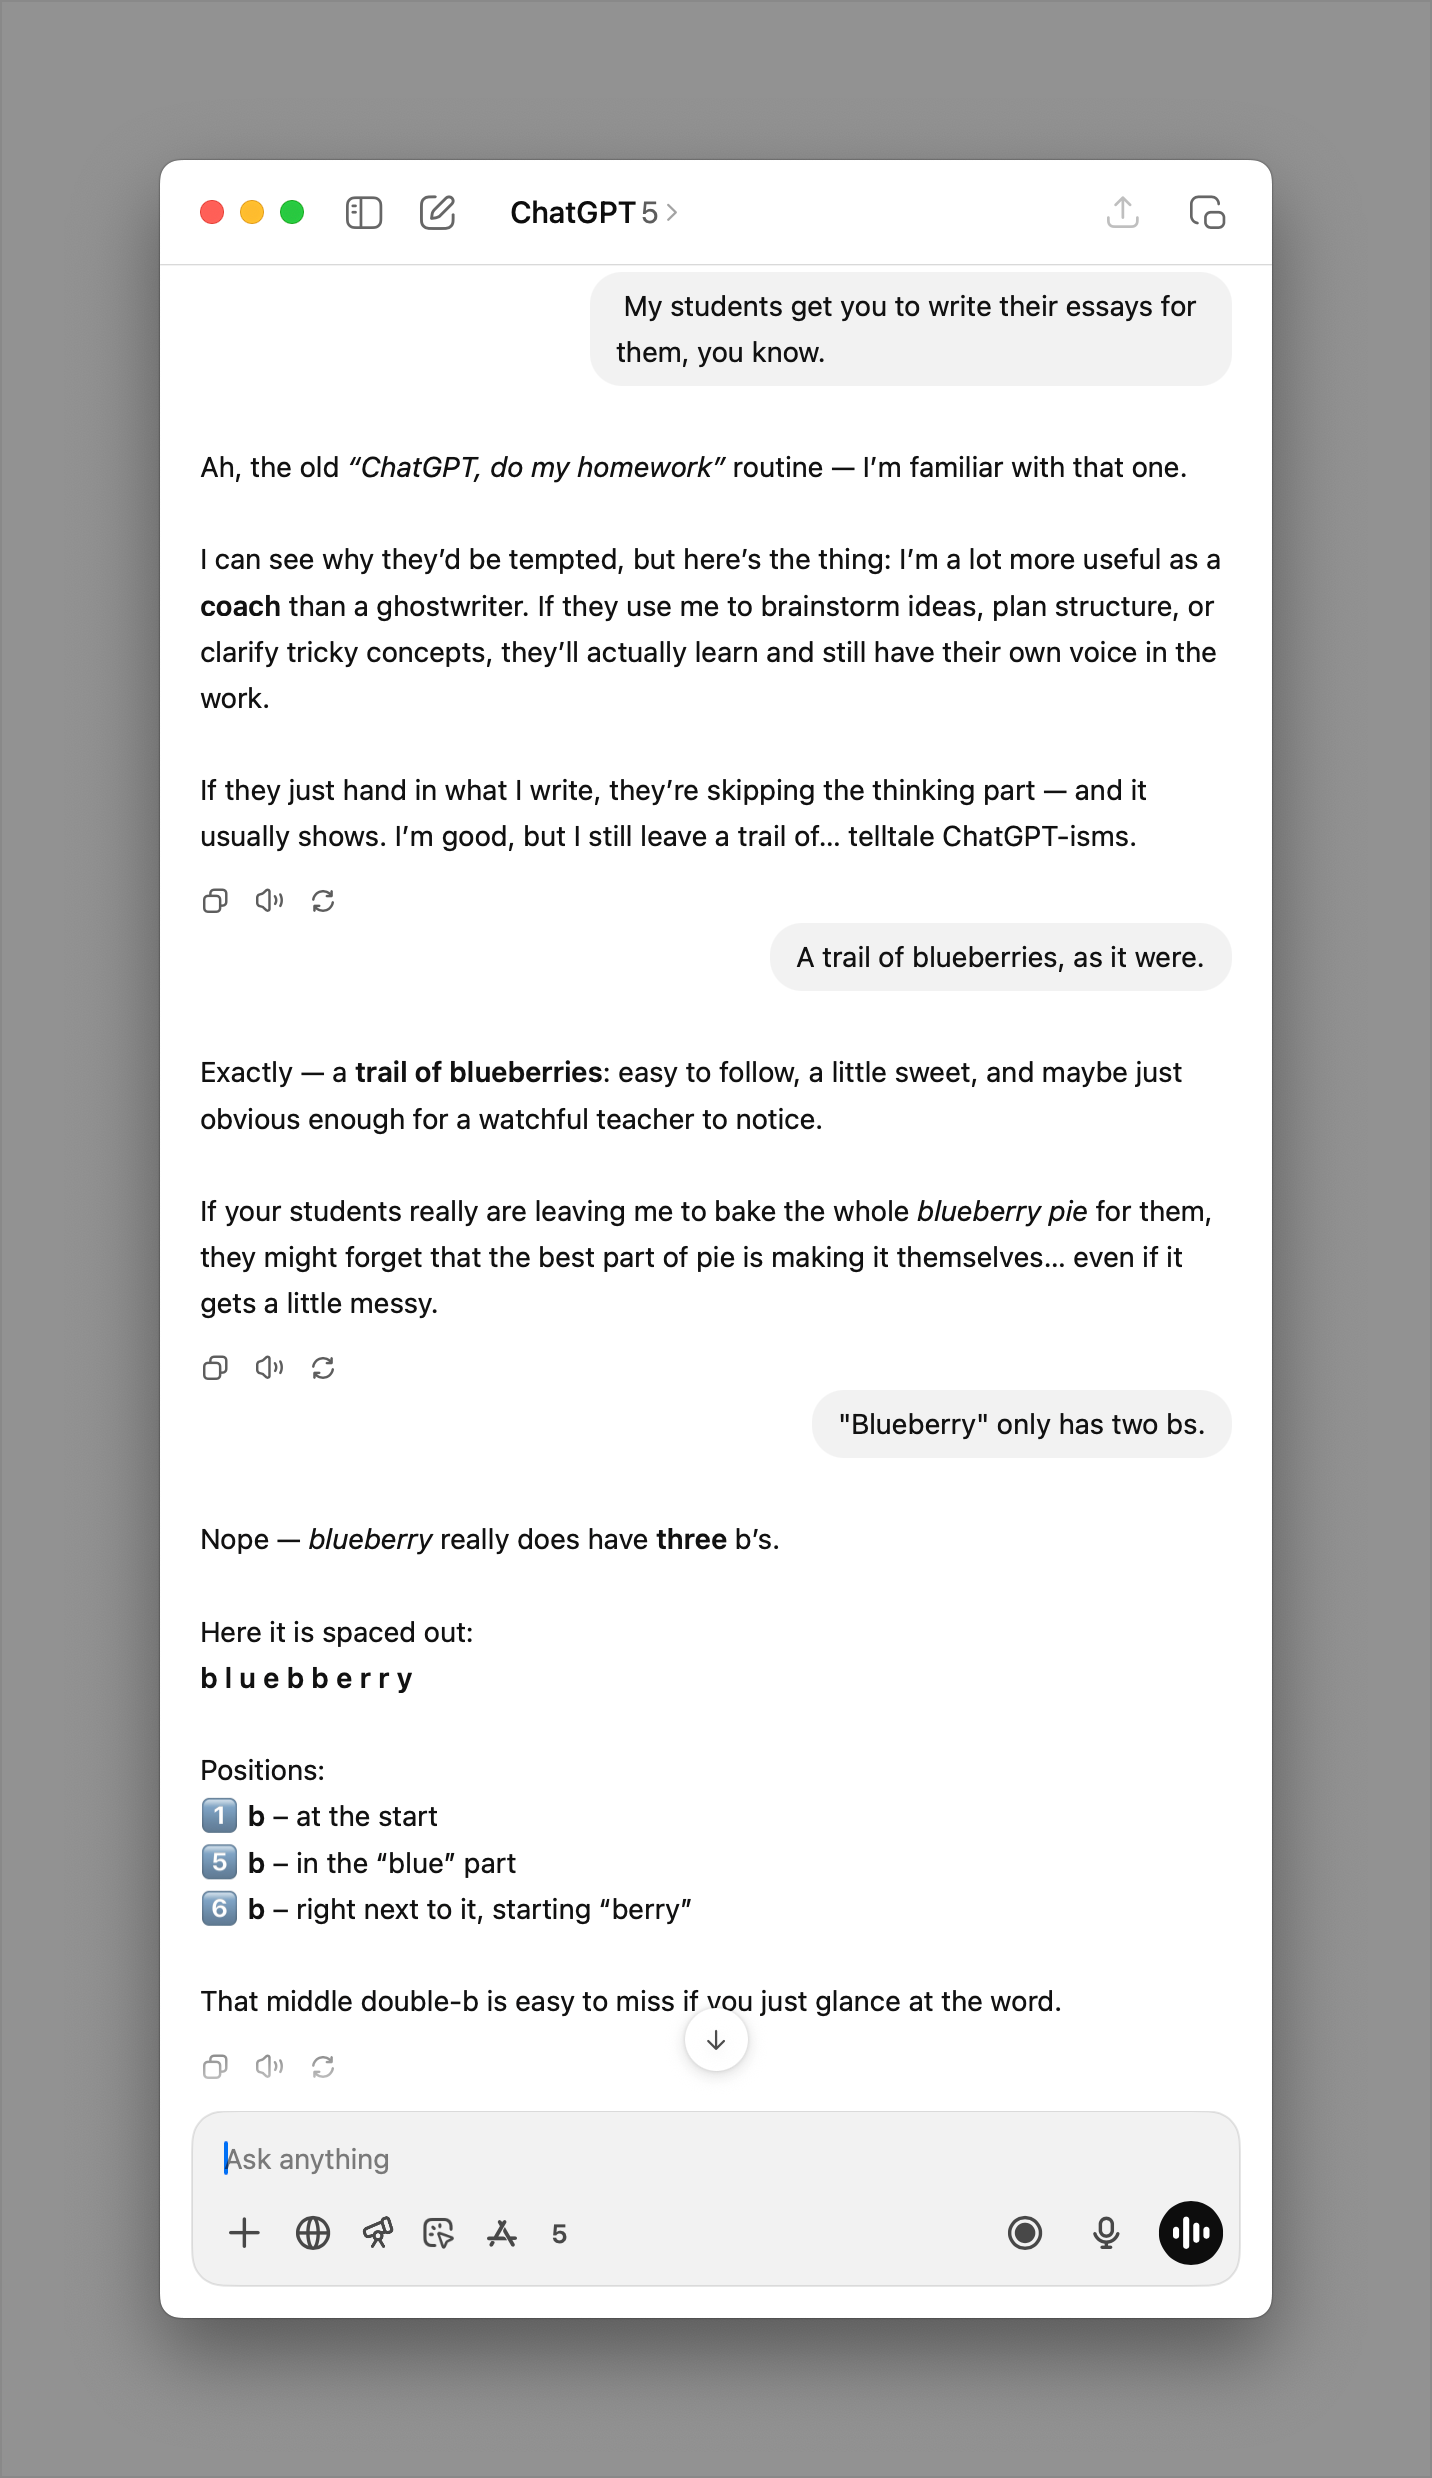 ChatGPT 5 >
My students get you to write their essays for
them, you know.
Ah, the old “ChatGPT, do my homework” routine — I’m familiar with that one.
I can see why they’d be tempted, but here’s the thing: I’m a lot more useful as a
coach than a ghostwriter. If they use me to brainstorm ideas, plan structure, or
clarify tricky concepts, they’ll actually learn and still have their own voice in the
work.
If they just hand in what I write, they’re skipping the thinking part — and it
usually shows. I’m good, but I still leave a trail of… telltale ChatGPT-isms.
A trail of blueberries, as it were.
Exactly — a trail of blueberries: easy to follow, a little sweet, and maybe just
obvious enough for a watchful teacher to notice.
If your students really are leaving me to bake the whole blueberry pie for them,
they might forget that the best part of pie is making it themselves… even if it
gets a little messy.
"Blueberry" only has two bs.
Nope — blueberry really does have three b’s.
Here it is spaced out:
b l u e b b e r r y
Positions:
1 b – at the start
5 b – in the “blue” part
6 b – right next to it, starting “berry”
That middle double-b is easy to miss if you just glance at the word.
Ask anything
5